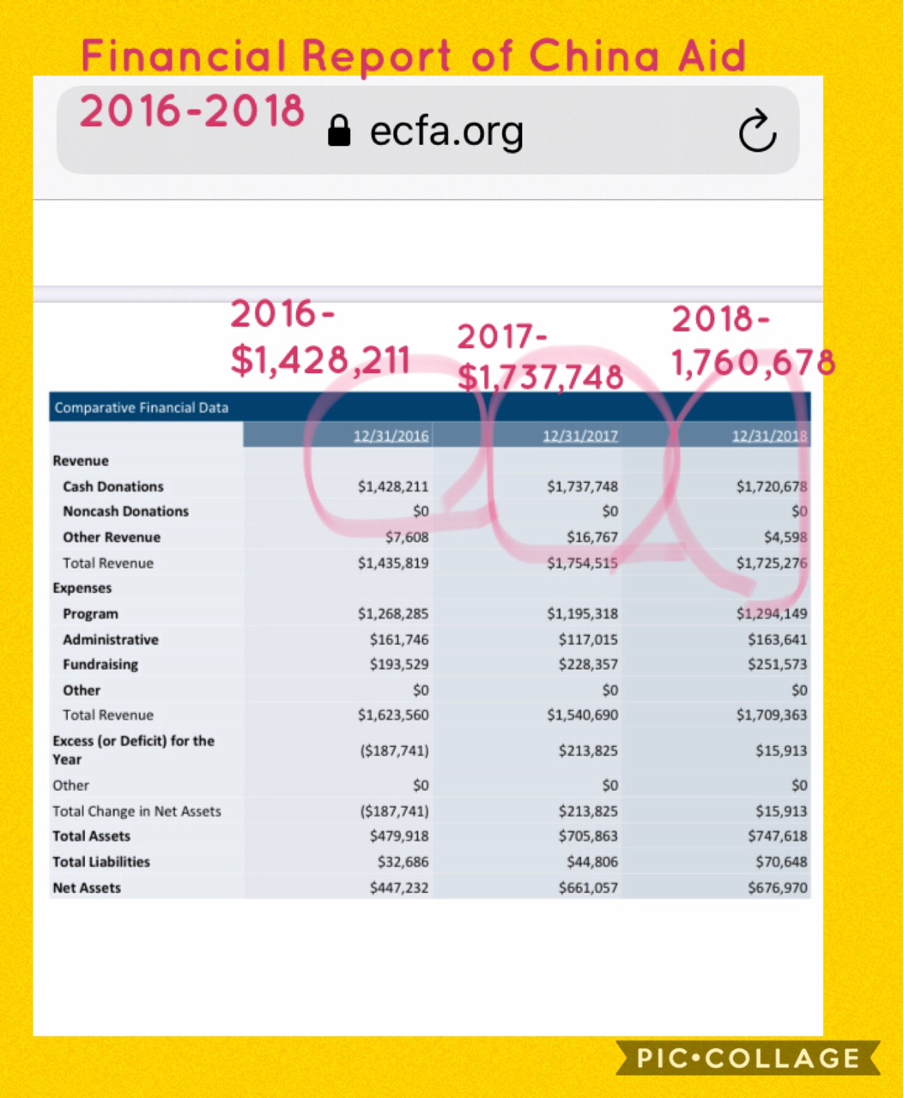 Financial Report of China Aid
2016-2018
ecfa.org
2016-
$1,428,211
2017-
$1,737,748
2018-
1,760,678
Comparative Financial Data
12/31/2016 12/31/2017 12/31/2018
Revenue
Cash Donations $1,428,211 $1,737,748 $1,720,678
Noncash Donations $0 $0 $0
Other Revenue $7,608 $16,767 $4,598
Total Revenue $1,435,819 $1,754,515 $1,725,276
Expenses
Program $1,268,285 $1,195,318 $1,294,149
Administrative $161,746 $117,015 $163,641
Fundraising $193,529 $228,357 $251,573
Other $0 $0 $0
Total Revenue $1,623,560 $1,540,690 $1,709,363
Excess (or Deficit) for the
Year ($187,741) $213,825 $15,913
Other $0 $0 $0
Total Change in Net Assets ($187,741) $213,825 $15,913
Total Assets $479,918 $705,863 $747,618
Total Liabilities $32,686 $44,806 $70,648
Net Assets $447,232 $661,057 $676,970
PIC•COLLAGE